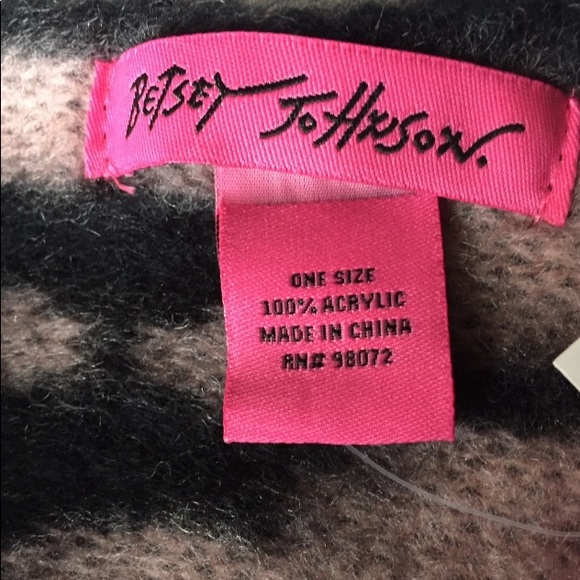 BETSEY JOHNSON.
ONE SIZE
100% ACRYLIC
MADE IN CHINA
RN# 98072